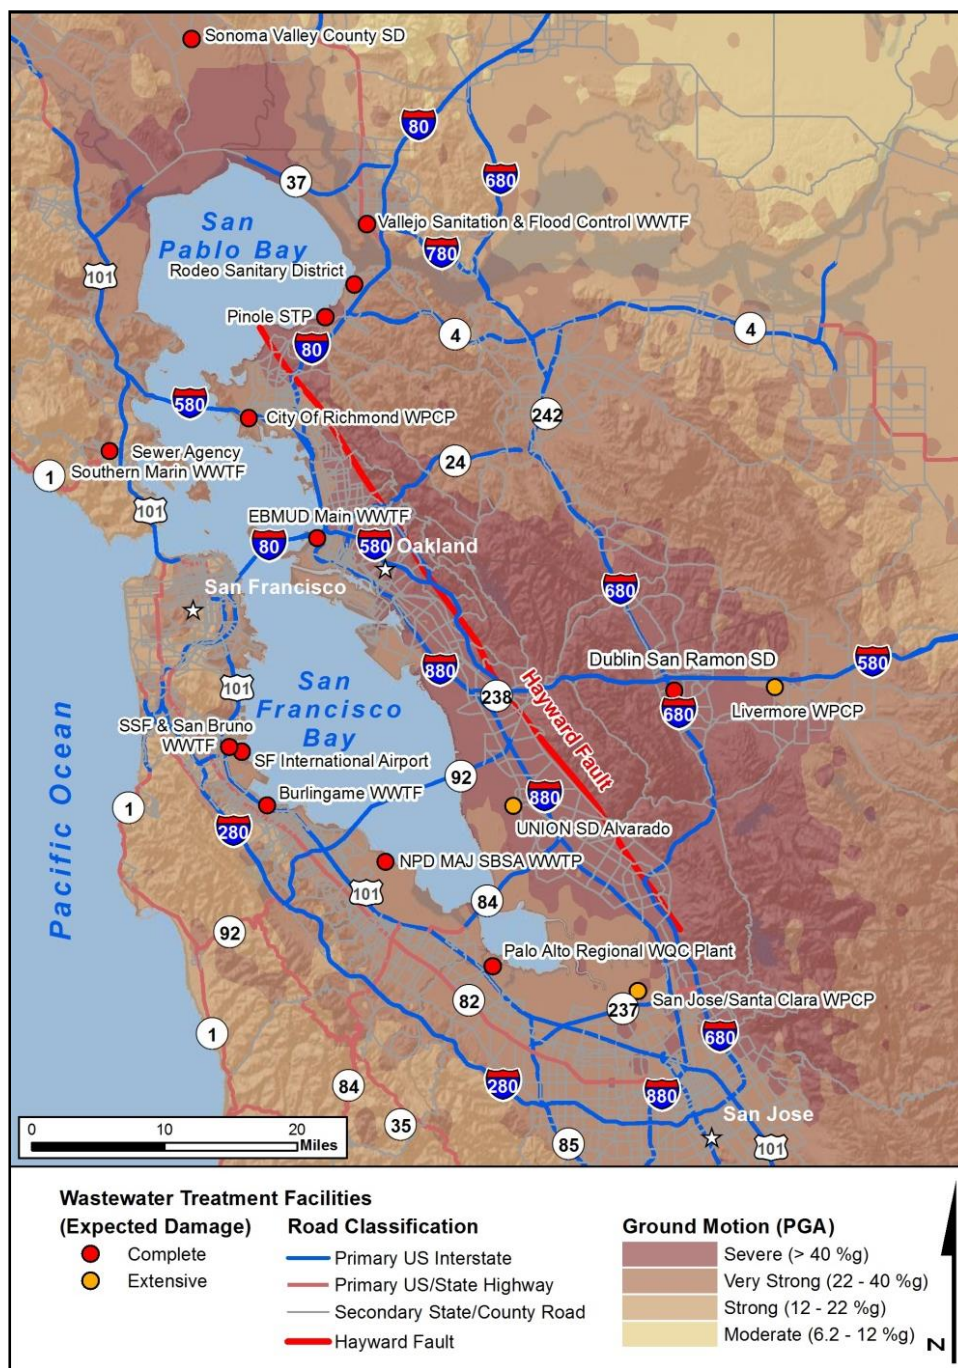 Sonoma Valley County SD
80
680
37
San
Pablo Bay
Vallejo Sanitation & Flood Control WWTF
780
101
Rodeo Sanitary District
Pinole STP
80
4
4
580
City Of Richmond WPCP
242
Sewer Agency
Southern Marin WWTF
1
24
101
EBMUD Main WWTF
80
580
Oakland
San Francisco
680
580
Dublin San Ramon SD
880
101
238
680
Livermore WPCP
Hayward Fault
San
Francisco
Bay
SSF & San Bruno
WWTF
SF International Airport
92
Pacific Ocean
1
Burlingame WWTF
880
280
UNION SD Alvarado
NPD MAJ SBSA WWTP
101
84
92
Palo Alto Regional WQC Plant
82
San Jose/Santa Clara WPCP
237
1
680
84
280
880
35
San Jose
85
101
0 10 20
Miles
Wastewater Treatment Facilities
(Expected Damage)
Complete
Extensive
Road Classification
Primary US Interstate
Primary US/State Highway
Secondary State/County Road
Hayward Fault
Ground Motion (PGA)
Severe (> 40 %g)
Very Strong (22 - 40 %g)
Strong (12 - 22 %g)
Moderate (6.2 - 12 %g)
N